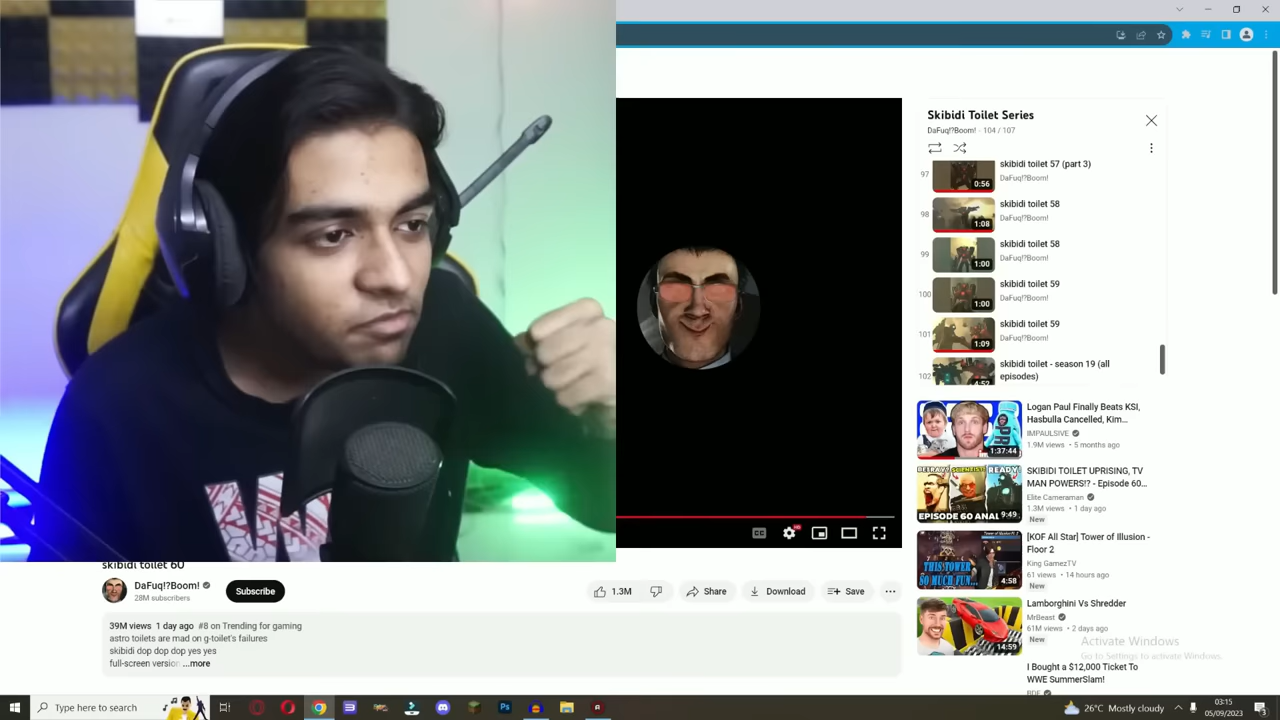 Skibidi Toilet Series
DaFuq!?Boom! - 104 / 107
97
skibidi toilet 57 (part 3)
DaFuq!?Boom!
0:56
98
skibidi toilet 58
DaFuq!?Boom!
1:08
99
skibidi toilet 58
DaFuq!?Boom!
1:00
100
skibidi toilet 59
DaFuq!?Boom!
1:00
101
skibidi toilet 59
DaFuq!?Boom!
1:09
102
skibidi toilet - season 19 (all
episodes)
4:52
Logan Paul Finally Beats KSI,
Hasbulla Cancelled, Kim...
IMPAULSIVE
1.9M views • 5 months ago
1:37:44
SKIBIDI TOILET UPRISING, TV
MAN POWERS!? - Episode 60...
Elite Cameraman
1.3M views • 1 day ago
New
READY
EPISODE 60
9:49
[KOF All Star] Tower of Illusion -
Floor 2
King GamezTV
61 views • 14 hours ago
New
THIS TOWER
SO MUCH FUN...
4:58
Lamborghini Vs Shredder
MrBeast
61M views • 2 days ago
New
14:59
I Bought a $12,000 Ticket To
WWE SummerSlam!
CC
HD
skibidi toilet 60
DaFuq!?Boom!
28M subscribers
Subscribe
1.3M
Share
Download
Save
39M views 1 day ago #8 on Trending for gaming
astro toilets are mad on g-toilet's failures
skibidi dop dop dop yes yes
full-screen version ...more
Activate Windows
Go to Settings to activate Windows.
Type here to search
Ps
26°C Mostly cloudy
03:15
05/09/2023
3